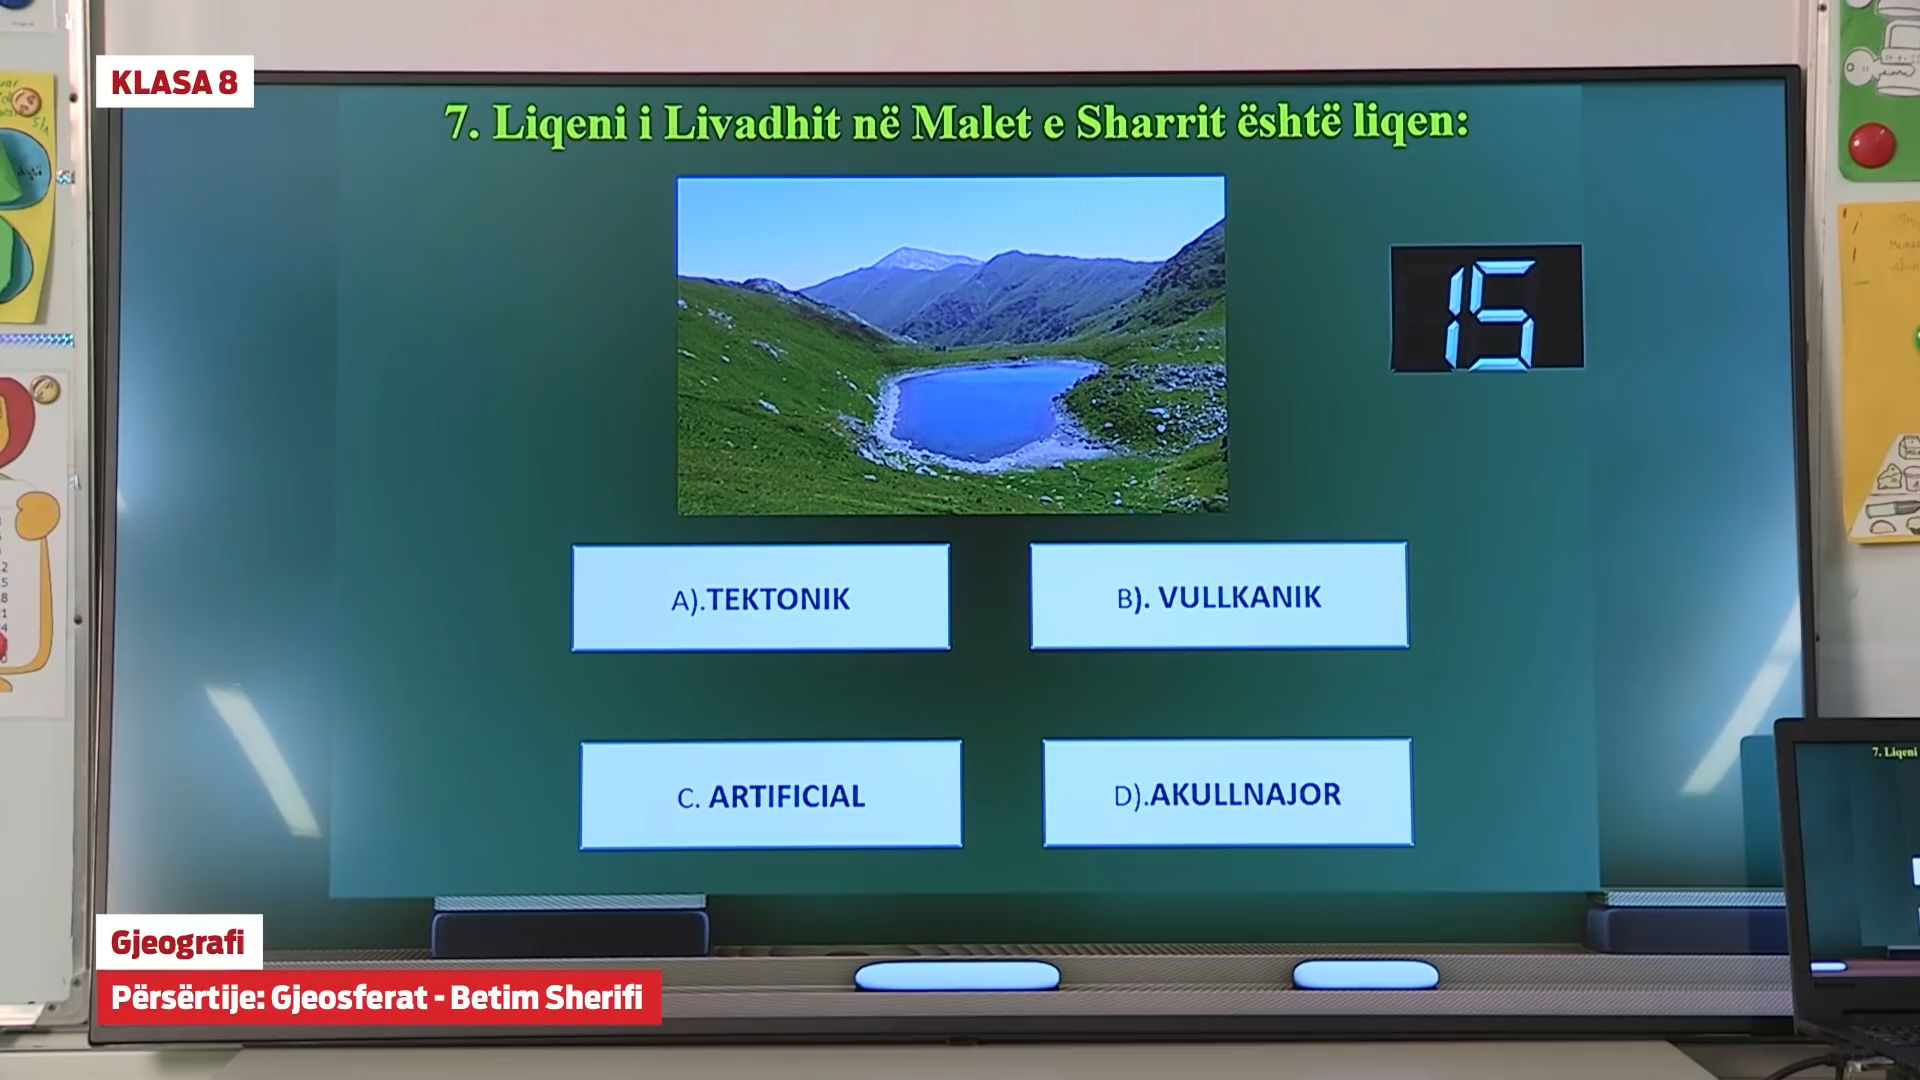 KLASA 8
7. Liqeni i Livadhit në Malet e Sharrit është liqen:
15
A).TEKTONIK
B). VULLKANIK
C. ARTIFICIAL
D).AKULLNAJOR
7. Liqeni
Gjeografi
Përsërtije: Gjeosferat - Betim Sherifi